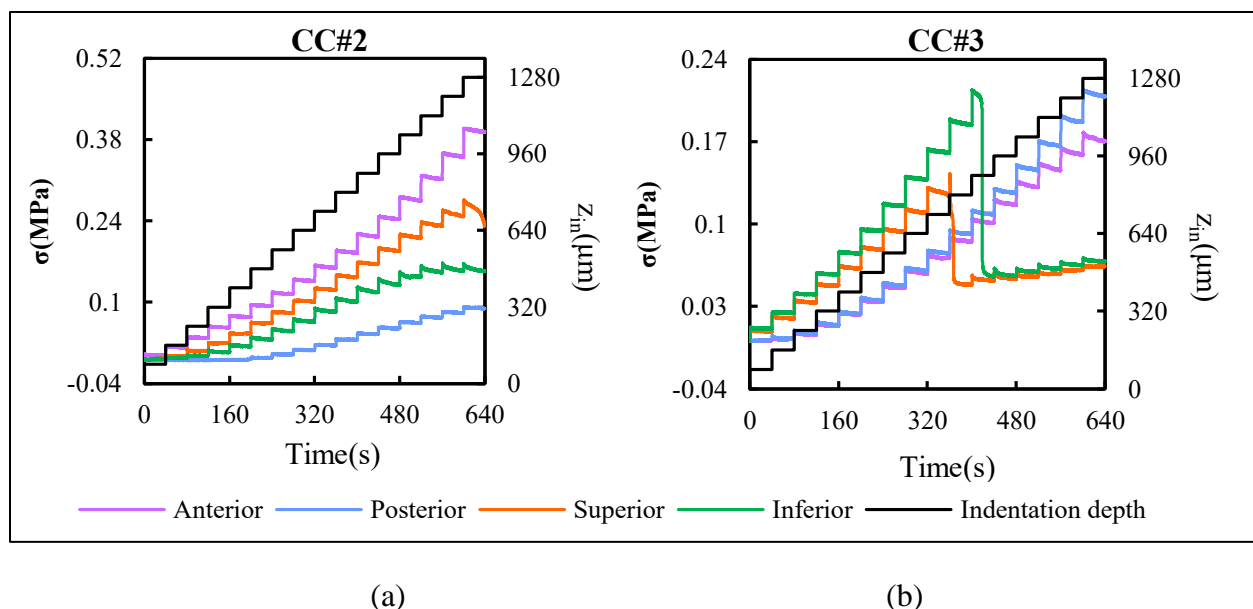 CC#2
0.52
0.38
0.24
0.1
-0.04
σ(MPa)
1280
960
640
320
0
Z_in(μm)
0 160 320 480 640
Time(s)
CC#3
0.24
0.17
0.1
0.03
-0.04
σ(MPa)
1280
960
640
320
0
Z_in(μm)
0 160 320 480 640
Time(s)
Anterior Posterior Superior Inferior Indentation depth
(a) (b)